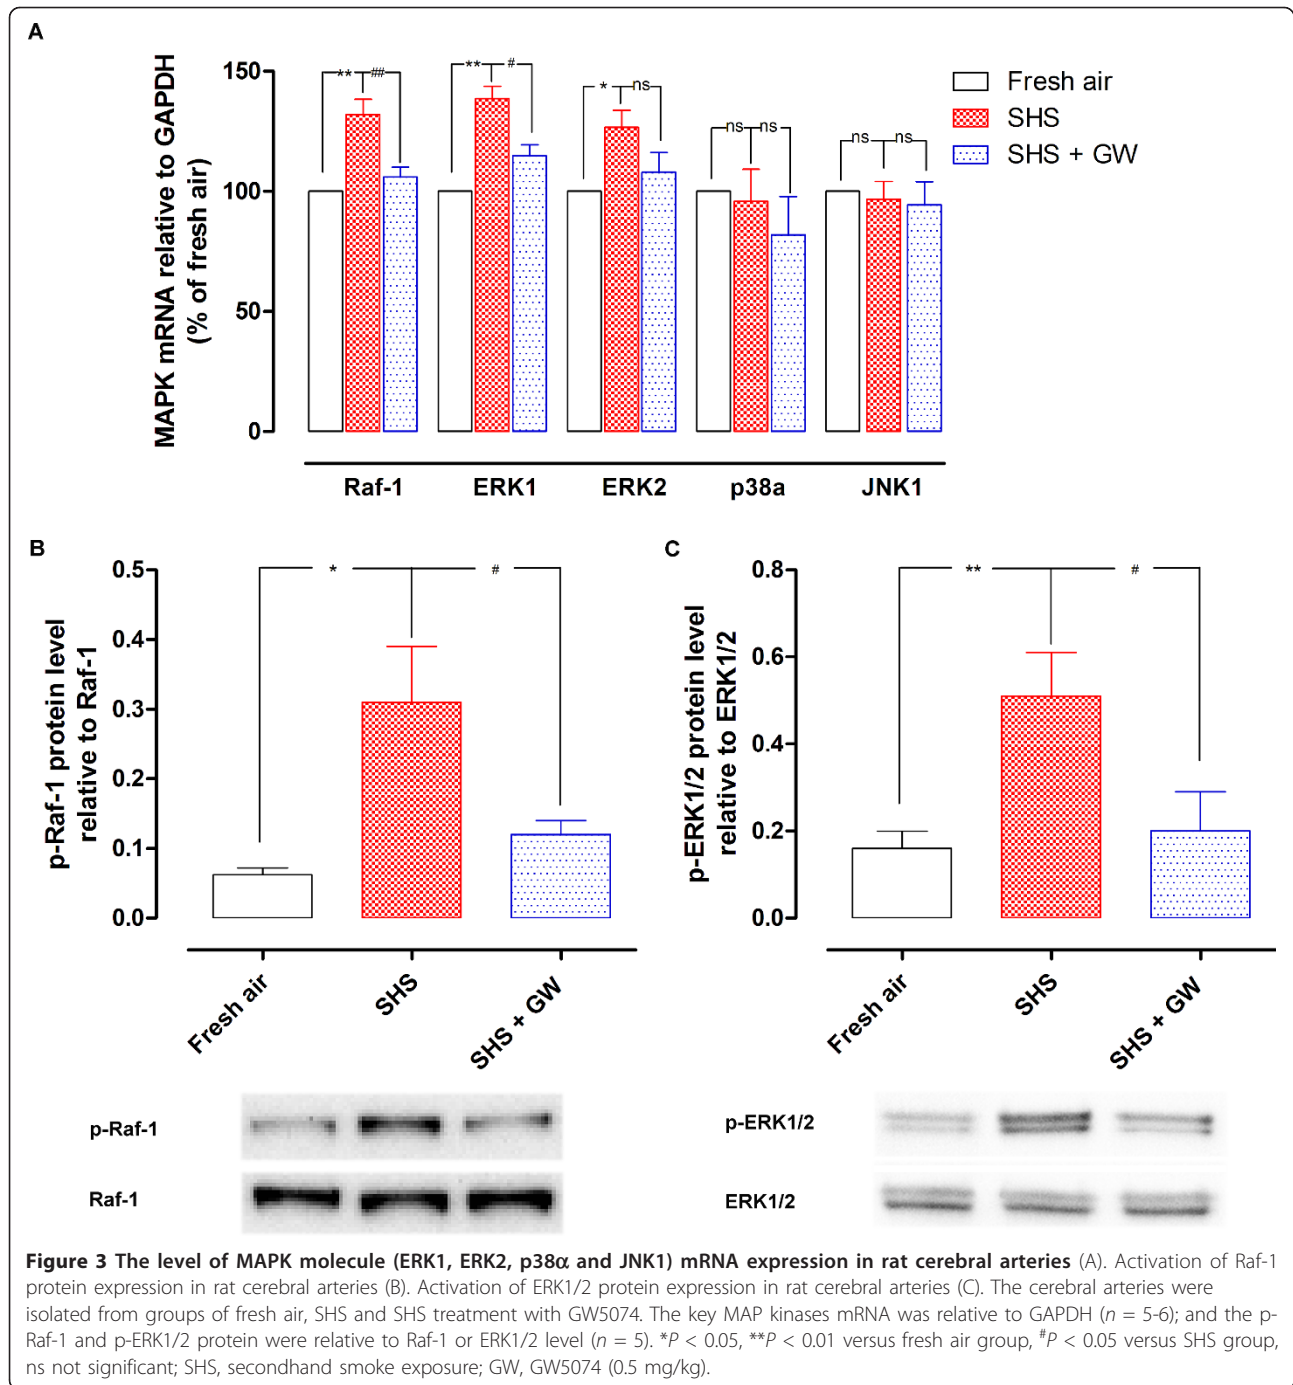 A
MAPK mRNA relative to GAPDH
(% of fresh air)
150
100
50
0
** ##
** #
* ns
ns ns
ns ns
Fresh air
SHS
SHS + GW
Raf-1 ERK1 ERK2 p38a JNK1
B
p-Raf-1 protein level
relative to Raf-1
0.5
0.4
0.3
0.2
0.1
0.0
* #
Fresh air
SHS
SHS + GW
p-Raf-1
Raf-1
C
p-ERK1/2 protein level
relative to ERK1/2
0.8
0.6
0.4
0.2
0.0
** #
Fresh air
SHS
SHS + GW
p-ERK1/2
ERK1/2
Figure 3 The level of MAPK molecule (ERK1, ERK2, p38α and JNK1) mRNA expression in rat cerebral arteries (A). Activation of Raf-1
protein expression in rat cerebral arteries (B). Activation of ERK1/2 protein expression in rat cerebral arteries (C). The cerebral arteries were
isolated from groups of fresh air, SHS and SHS treatment with GW5074. The key MAP kinases mRNA was relative to GAPDH (n = 5-6); and the p-
Raf-1 and p-ERK1/2 protein were relative to Raf-1 or ERK1/2 level (n = 5). *P < 0.05, **P < 0.01 versus fresh air group, #P < 0.05 versus SHS group,
ns not significant; SHS, secondhand smoke exposure; GW, GW5074 (0.5 mg/kg).